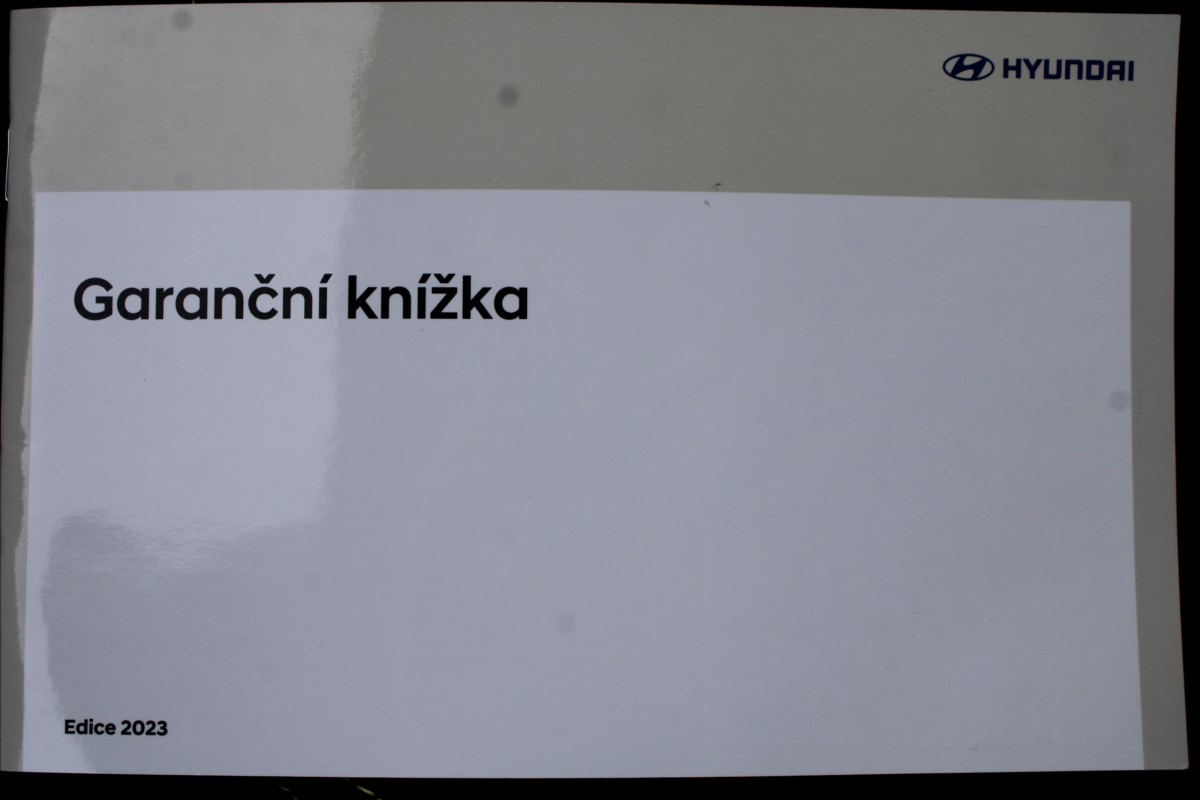 HYUNDAI
Garanční knížka
Edice 2023